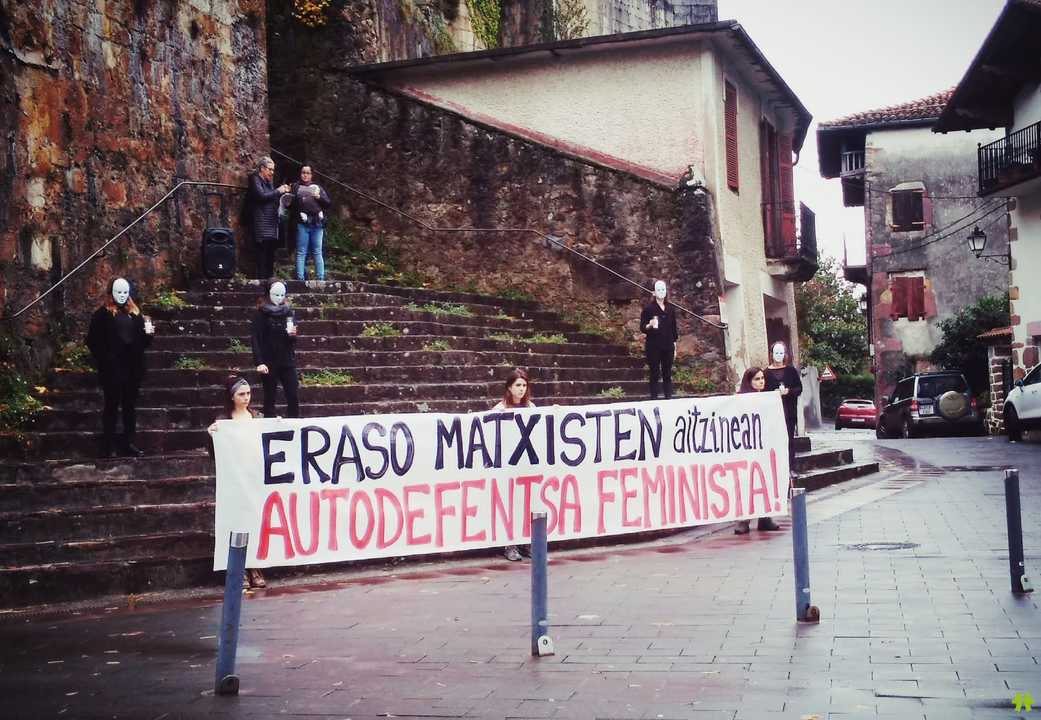 ERASO MATXISTEN aitzinean
AUTODEFENTSA FEMINISTA!